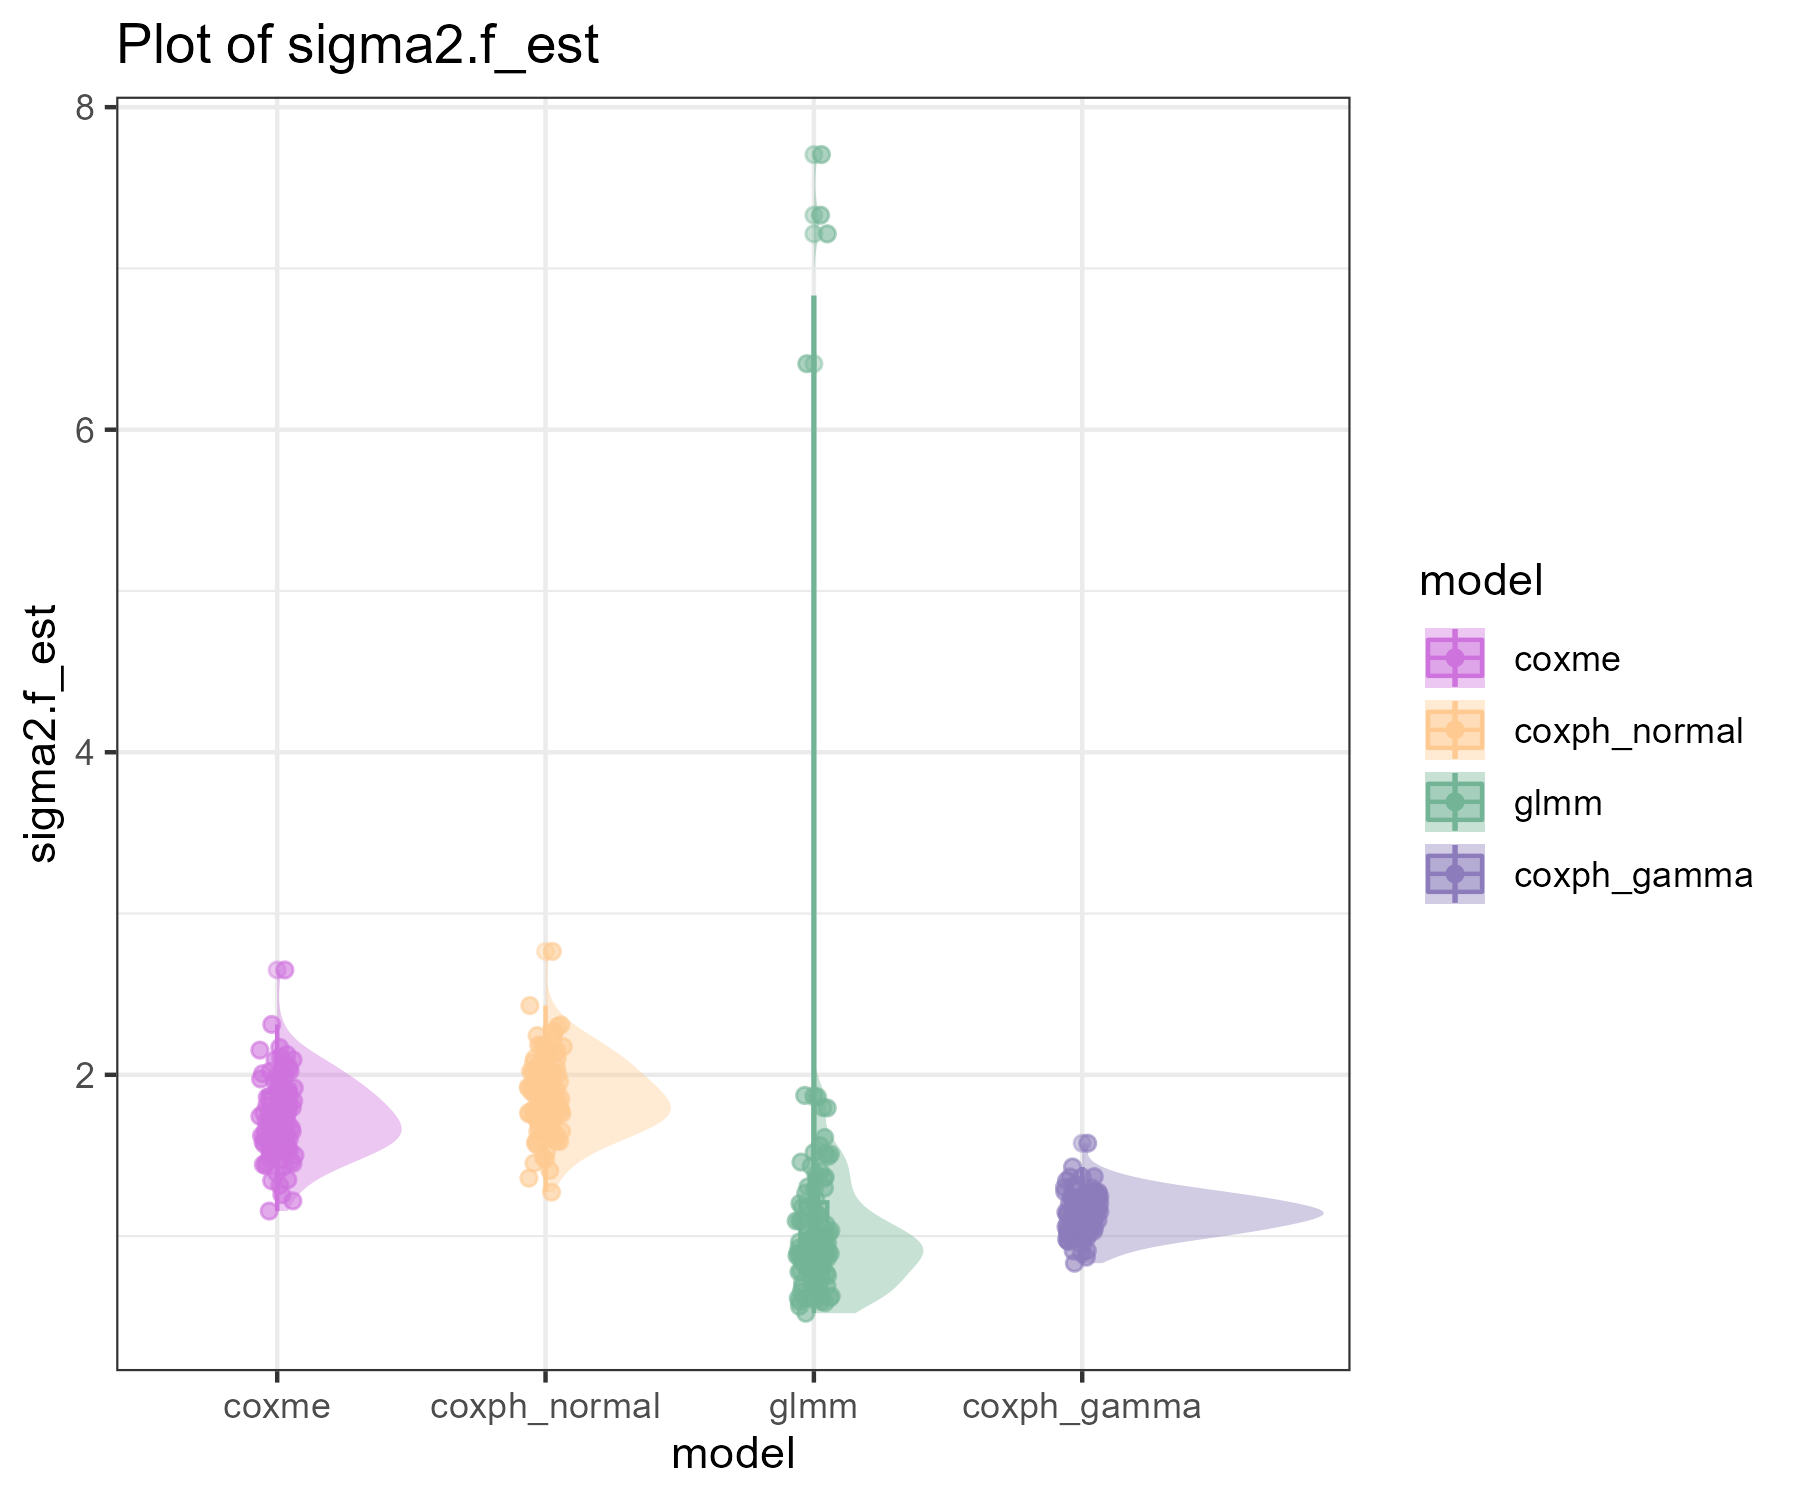 Plot of sigma2.f_est
8
6
4
2
sigma2.f_est
coxme
coxph_normal
glmm
coxph_gamma
model
model
coxme
coxph_normal
glmm
coxph_gamma